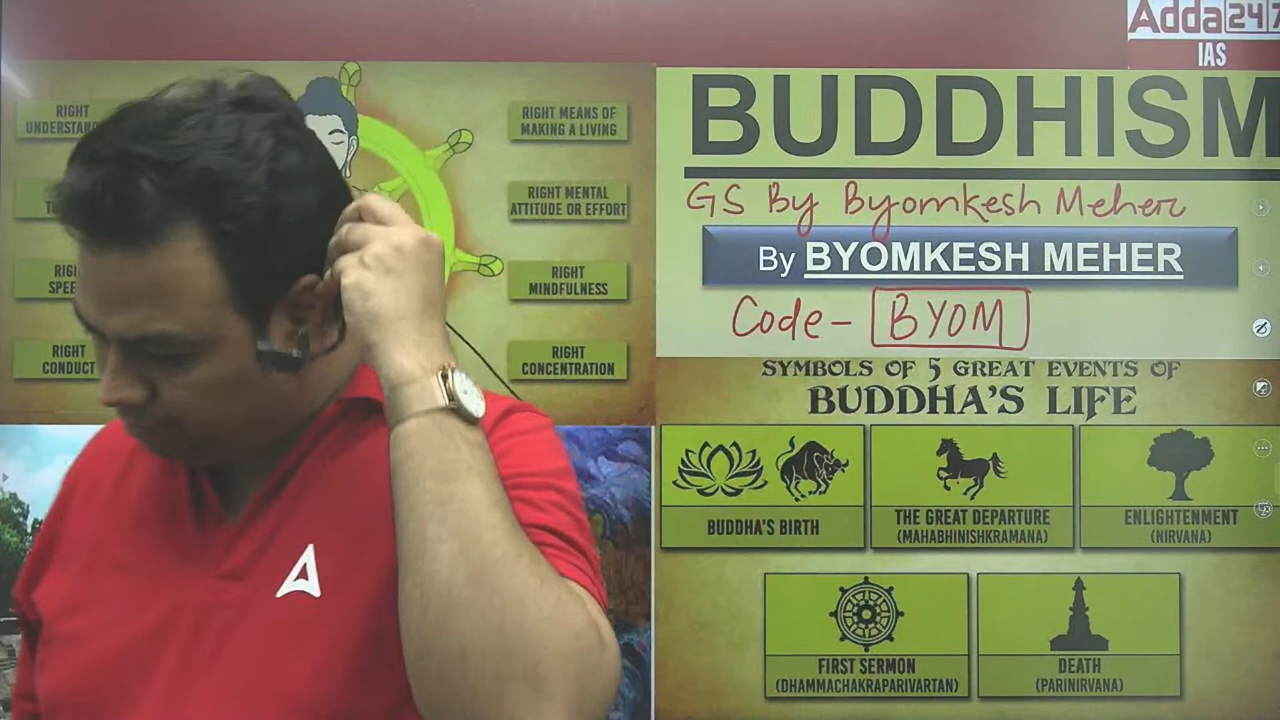 Adda247
IAS
RIGHT
RIGHT MEANS OF
MAKING A LIVING
RIGHT MENTAL
ATTITUDE OR EFFORT
RIGHT
MINDFULNESS
RIGHT
CONDUCT
RIGHT
CONCENTRATION
BUDDHISM
GS By Byomkesh Meher
By BYOMKESH MEHER
Code- BYOM
SYMBOLS OF 5 GREAT EVENTS OF
BUDDHA'S LIFE
BUDDHA'S BIRTH
THE GREAT DEPARTURE
(MAHABHINISHKRAMANA)
ENLIGHTENMENT
(NIRVANA)
FIRST SERMON
(DHAMMACHAKRAPARIVARTAN)
DEATH
(PARINIRVANA)